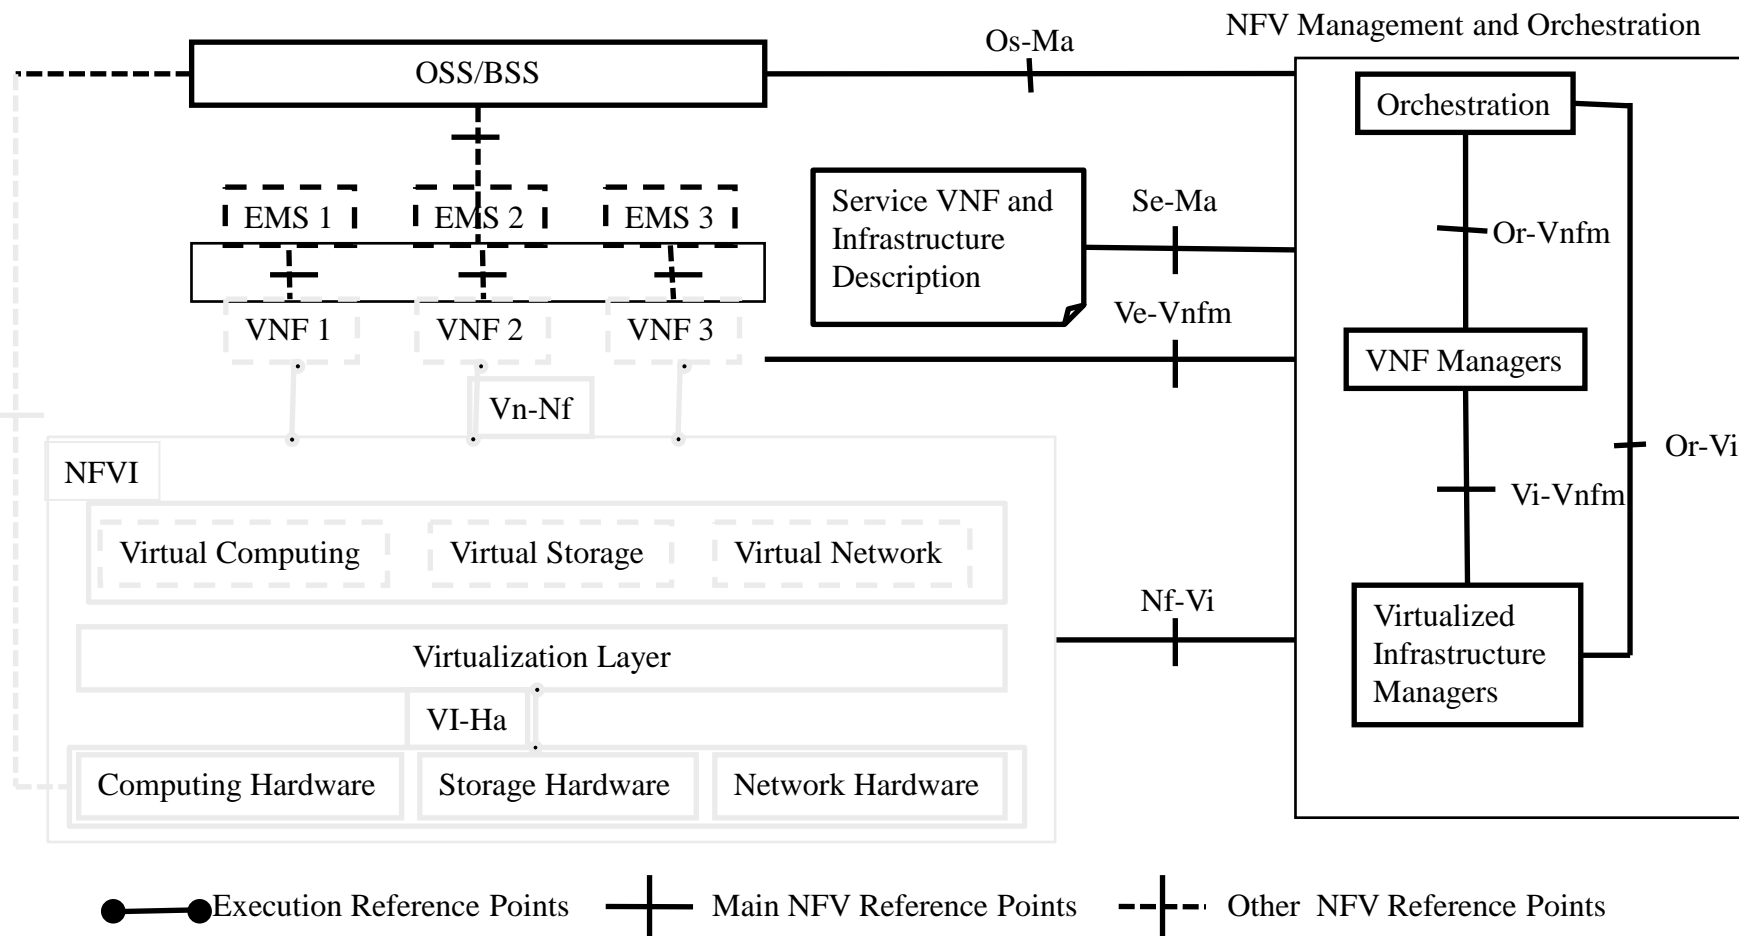 NFV Management and Orchestration
Os-Ma
OSS/BSS
Orchestration
EMS 1
EMS 2
EMS 3
Service VNF and
Infrastructure
Description
Se-Ma
Or-Vnfm
Ve-Vnfm
VNF 1
VNF 2
VNF 3
VNF Managers
Vn-Nf
Or-Vi
NFVI
Vi-Vnfm
Virtual Computing
Virtual Storage
Virtual Network
Nf-Vi
Virtualized
Infrastructure
Managers
Virtualization Layer
VI-Ha
Computing Hardware
Storage Hardware
Network Hardware
Execution Reference Points
Main NFV Reference Points
Other NFV Reference Points